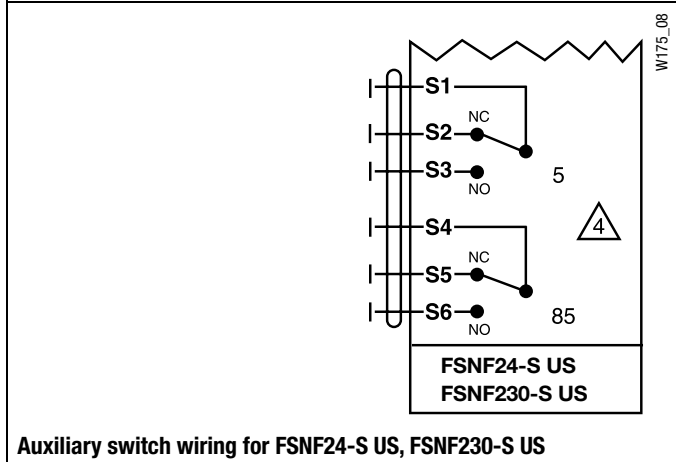 W175_08
S1
NC
S2
S3
NO
5
4
S4
NC
S5
S6
NO
85
FSNF24-S US
FSNF230-S US
Auxiliary switch wiring for FSNF24-S US, FSNF230-S US